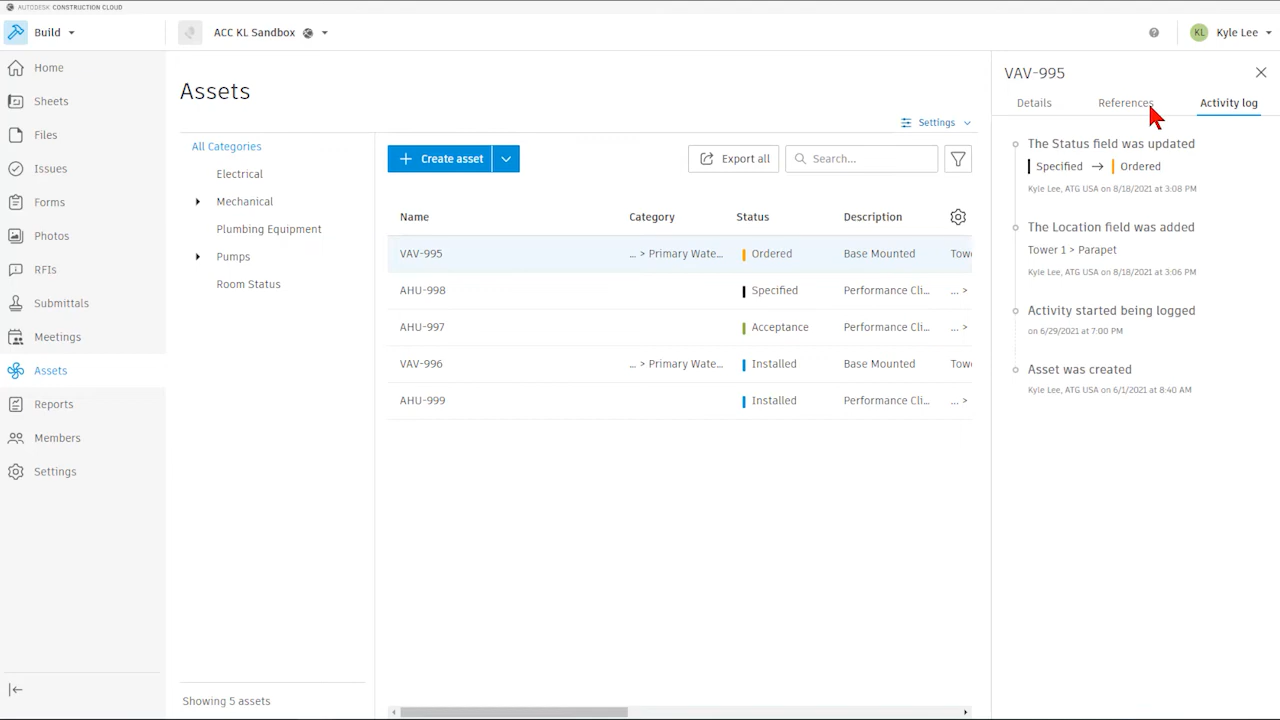 AUTODESK CONSTRUCTION CLOUD
Build
ACC KL Sandbox
KL Kyle Lee
Home
Sheets
Files
Issues
Forms
Photos
RFIs
Submittals
Meetings
Assets
Reports
Members
Settings
Assets
Settings
All Categories
Electrical
Mechanical
Plumbing Equipment
Pumps
Room Status
Showing 5 assets
+ Create asset
Export all
Search...
Name Category Status Description
VAV-995 ... > Primary Wate... Ordered Base Mounted Tow
AHU-998 Specified Performance Cli... ... >
AHU-997 Acceptance Performance Cli... ... >
VAV-996 ... > Primary Wate... Installed Base Mounted Tow
AHU-999 Installed Performance Cli... ... >
VAV-995
Details References Activity log
The Status field was updated
Specified → Ordered
Kyle Lee, ATG USA on 8/18/2021 at 3:08 PM
The Location field was added
Tower 1 > Parapet
Kyle Lee, ATG USA on 8/18/2021 at 3:06 PM
Activity started being logged
on 6/29/2021 at 7:00 PM
Asset was created
Kyle Lee, ATG USA on 6/1/2021 at 8:40 AM